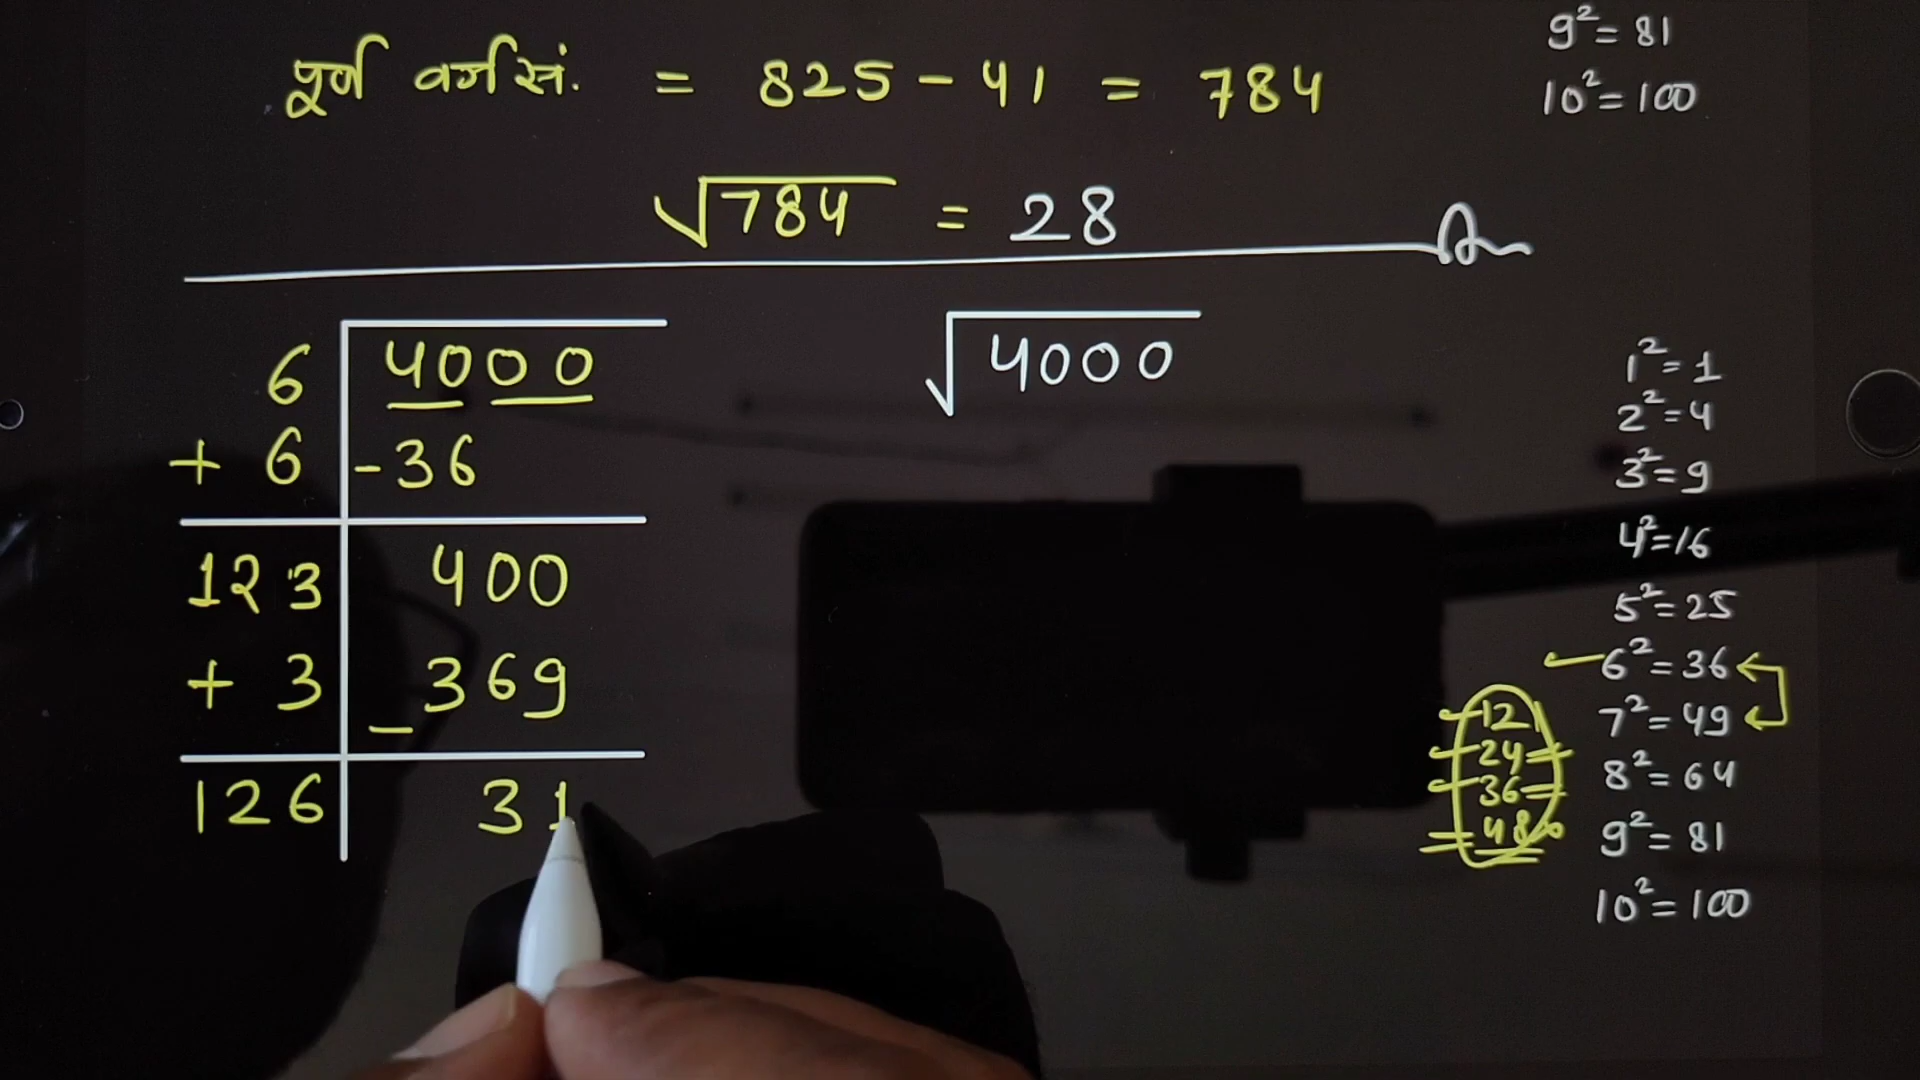 पूर्ण वर्ग सं. = 825 - 41 = 784
√784 = 28
9² = 81
10² = 100
6 | 4000
+ 6 | -36
123 | 400
+ 3 | - 369
126 | 31
√4000
1² = 1
2² = 4
3² = 9
4² = 16
5² = 25
6² = 36
7² = 49
8² = 64
9² = 81
10² = 100
12
24
36
48